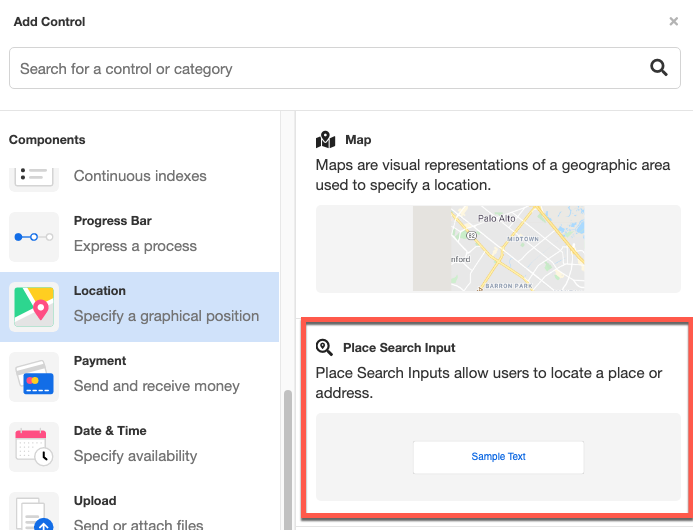 Add Control
×
Search for a control or category
Components
Continuous indexes
Progress Bar
Express a process
Location
Specify a graphical position
Payment
Send and receive money
Date & Time
Specify availability
Upload
Send or attach files
Map
Maps are visual representations of a geographic area
used to specify a location.
Palo Alto
82
MIDTOWN
nford
BARRON PARK
Place Search Input
Place Search Inputs allow users to locate a place or
address.
Sample Text